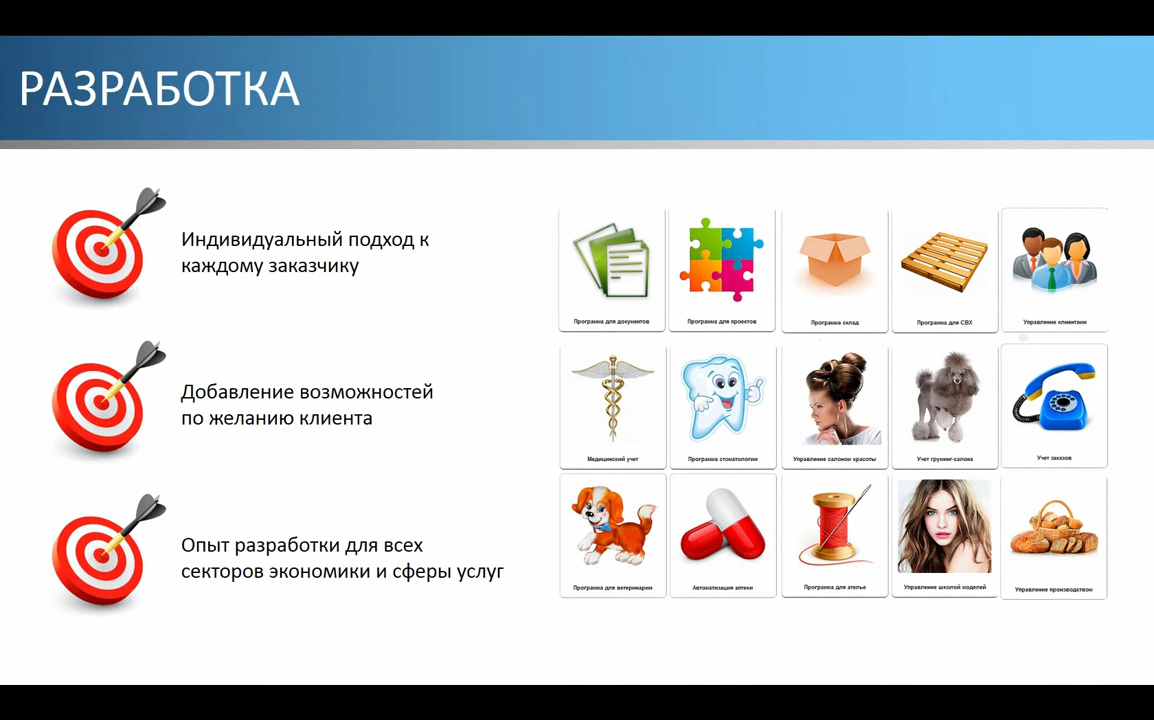 РАЗРАБОТКА
Индивидуальный подход к
каждому заказчику
Добавление возможностей
по желанию клиента
Опыт разработки для всех
секторов экономики и сферы услуг
Программа для документов
Программа для проектов
Программа склад
Программа для СВХ
Управление клиентами
Медицинский учет
Программа стоматологии
Управление салоном красоты
Учет груминг-салона
Учет заказов
Программа для ветеринарии
Автоматизация аптеки
Программа для ателье
Управление школой моделей
Управление производством